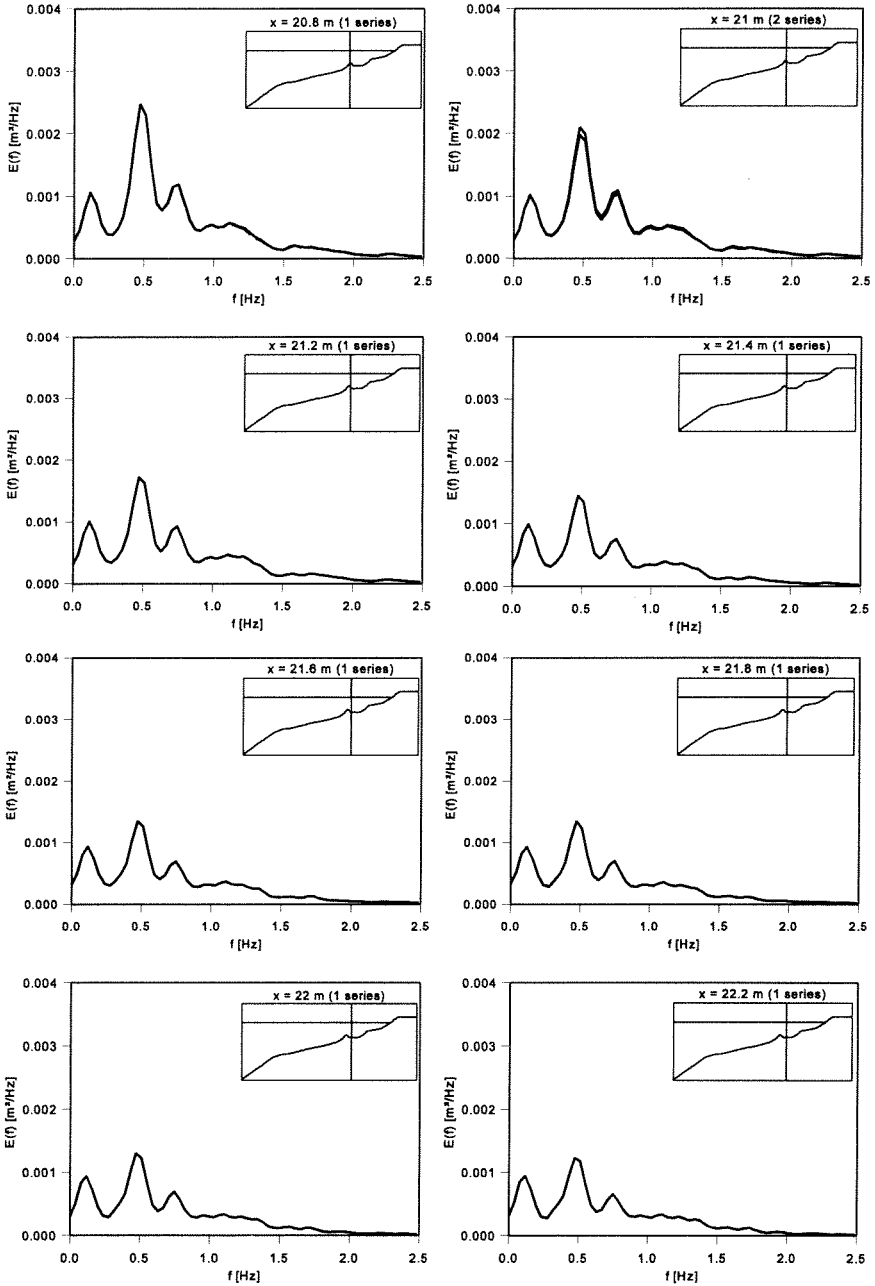 x = 20.8 m (1 series)
E(f) [m²/Hz]
0.004
0.003
0.002
0.001
0.000
0.0 0.5 1.0 1.5 2.0 2.5
f [Hz]
x = 21 m (2 series)
E(f) [m²/Hz]
0.004
0.003
0.002
0.001
0.000
0.0 0.5 1.0 1.5 2.0 2.5
f [Hz]
x = 21.2 m (1 series)
E(f) [m²/Hz]
0.004
0.003
0.002
0.001
0.000
0.0 0.5 1.0 1.5 2.0 2.5
f [Hz]
x = 21.4 m (1 series)
E(f) [m²/Hz]
0.004
0.003
0.002
0.001
0.000
0.0 0.5 1.0 1.5 2.0 2.5
f [Hz]
x = 21.6 m (1 series)
E(f) [m²/Hz]
0.004
0.003
0.002
0.001
0.000
0.0 0.5 1.0 1.5 2.0 2.5
f [Hz]
x = 21.8 m (1 series)
E(f) [m²/Hz]
0.004
0.003
0.002
0.001
0.000
0.0 0.5 1.0 1.5 2.0 2.5
f [Hz]
x = 22 m (1 series)
E(f) [m²/Hz]
0.004
0.003
0.002
0.001
0.000
0.0 0.5 1.0 1.5 2.0 2.5
f [Hz]
x = 22.2 m (1 series)
E(f) [m²/Hz]
0.004
0.003
0.002
0.001
0.000
0.0 0.5 1.0 1.5 2.0 2.5
f [Hz]